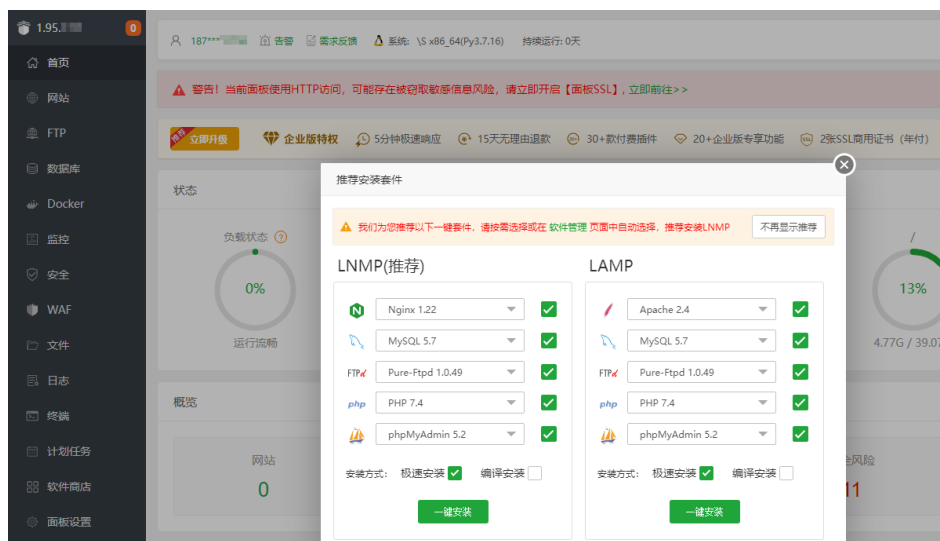 1.95.
0
首页
网站
FTP
数据库
Docker
监控
安全
WAF
文件
日志
终端
计划任务
软件商店
面板设置
187*** 告警 需求反馈 系统: \S x86_64(Py3.7.16) 持续运行: 0天
警告！当前面板使用HTTP访问，可能存在被窃取敏感信息风险，请立即开启【面板SSL】, 立即前往>>
推荐 立即升级 企业版特权 5分钟极速响应 15天无理由退款 30+款付费插件 20+企业版专享功能 2张SSL商用证书（年付）
状态
负载状态
0%
运行流畅
/
13%
4.77G / 39.07
概览
网站
0
风险
11
推荐安装套件
我们为您推荐以下一键套件，请按需选择或在 软件管理 页面中自动选择，推荐安装LNMP 不再显示推荐
LNMP(推荐)
Nginx 1.22
MySQL 5.7
FTPd Pure-Ftpd 1.0.49
php PHP 7.4
phpMyAdmin 5.2
安装方式： 极速安装 编译安装
一键安装
LAMP
Apache 2.4
MySQL 5.7
FTPd Pure-Ftpd 1.0.49
php PHP 7.4
phpMyAdmin 5.2
安装方式： 极速安装 编译安装
一键安装